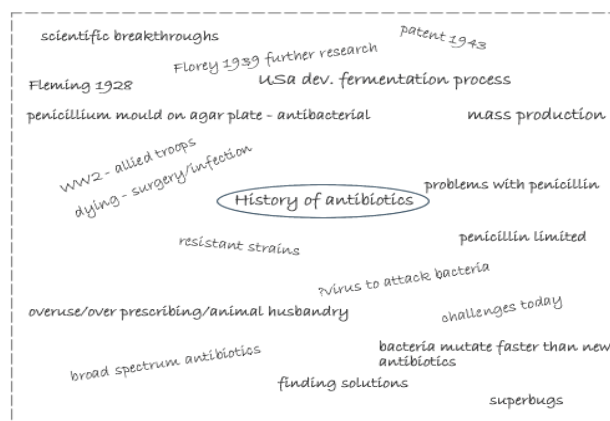 scientific breakthroughs
patent 1943
Florey 1939 further research
Fleming 1928
USa dev. fermentation process
penicillium mould on agar plate - antibacterial
mass production
WW2 - allied troops
dying - surgery/infection
problems with penicillin
History of antibiotics
resistant strains
penicillin limited
?virus to attack bacteria
overuse/over prescribing/animal husbandry
challenges today
broad spectrum antibiotics
bacteria mutate faster than new
antibiotics
finding solutions
superbugs